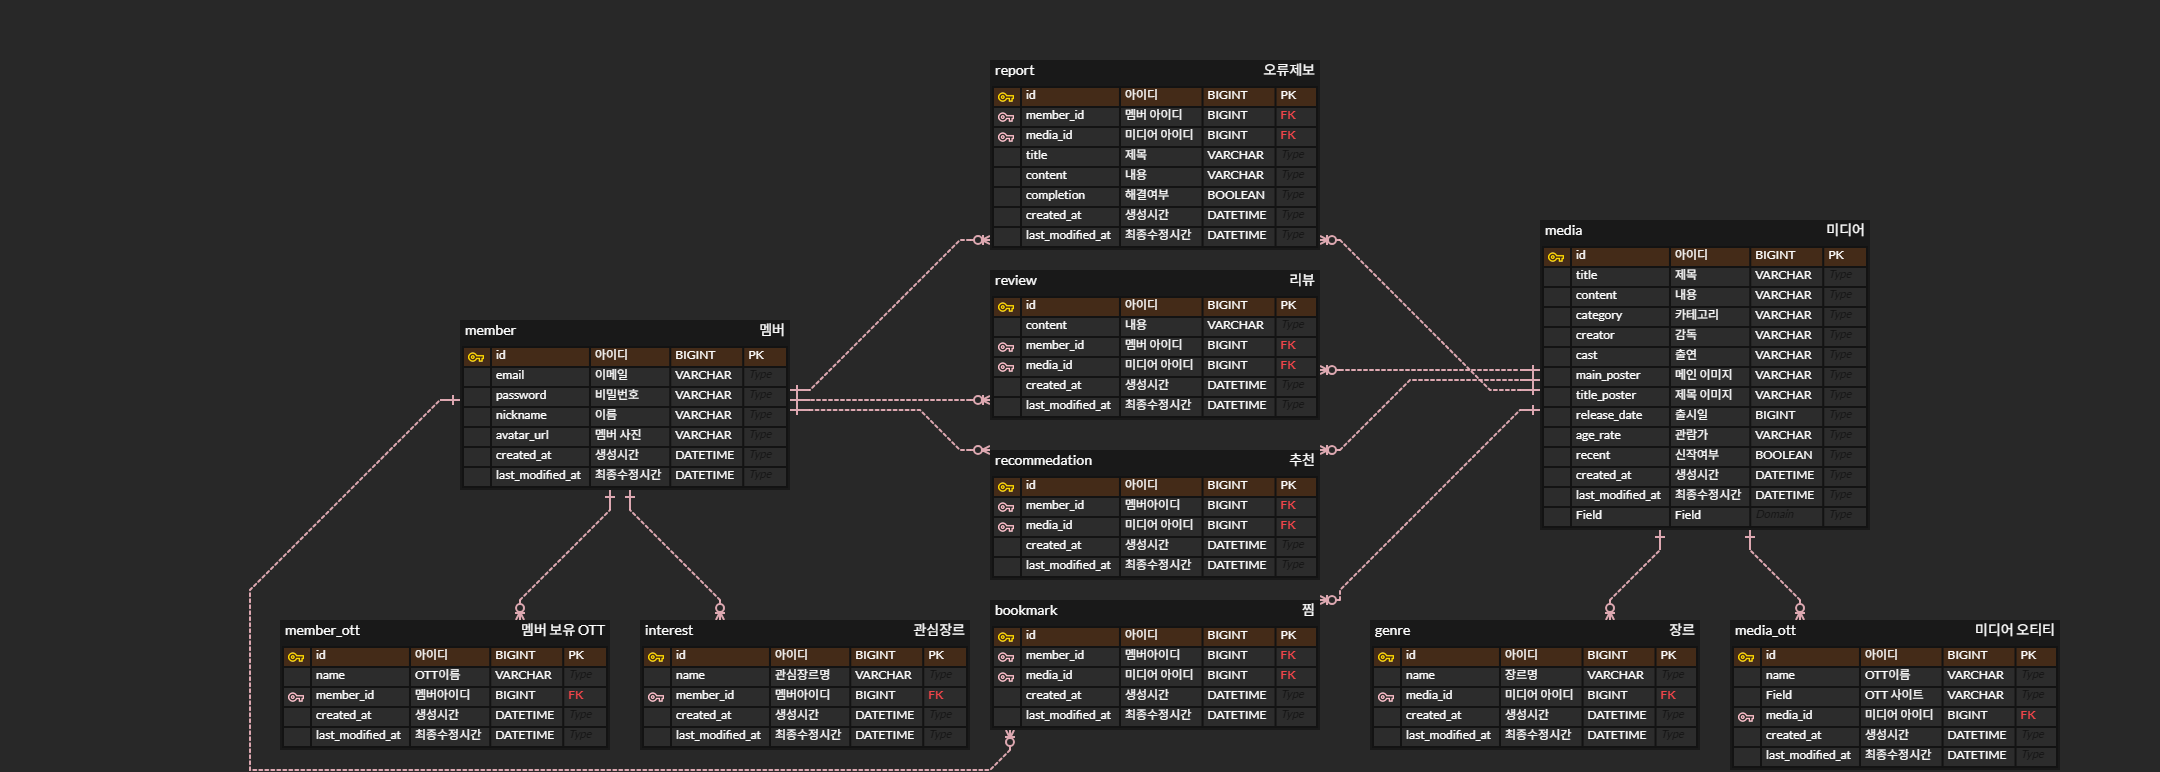 report 오류제보
id 아이디 BIGINT PK
member_id 멤버 아이디 BIGINT FK
media_id 미디어 아이디 BIGINT FK
title 제목 VARCHAR Type
content 내용 VARCHAR Type
completion 해결여부 BOOLEAN Type
created_at 생성시간 DATETIME Type
last_modified_at 최종수정시간 DATETIME Type
review 리뷰
id 아이디 BIGINT PK
content 내용 VARCHAR Type
member_id 멤버 아이디 BIGINT FK
media_id 미디어 아이디 BIGINT FK
created_at 생성시간 DATETIME Type
last_modified_at 최종수정시간 DATETIME Type
member 멤버
id 아이디 BIGINT PK
email 이메일 VARCHAR Type
password 비밀번호 VARCHAR Type
nickname 이름 VARCHAR Type
avatar_url 멤버 사진 VARCHAR Type
created_at 생성시간 DATETIME Type
last_modified_at 최종수정시간 DATETIME Type
recommedation 추천
id 아이디 BIGINT PK
member_id 멤버아이디 BIGINT FK
media_id 미디어 아이디 BIGINT FK
created_at 생성시간 DATETIME Type
last_modified_at 최종수정시간 DATETIME Type
media 미디어
id 아이디 BIGINT PK
title 제목 VARCHAR Type
content 내용 VARCHAR Type
category 카테고리 VARCHAR Type
creator 감독 VARCHAR Type
cast 출연 VARCHAR Type
main_poster 메인 이미지 VARCHAR Type
title_poster 제목 이미지 VARCHAR Type
release_date 출시일 BIGINT Type
age_rate 관람가 VARCHAR Type
recent 신작여부 BOOLEAN Type
created_at 생성시간 DATETIME Type
last_modified_at 최종수정시간 DATETIME Type
Field Field Domain Type
member_ott 멤버 보유 OTT
id 아이디 BIGINT PK
name OTT이름 VARCHAR Type
member_id 멤버아이디 BIGINT FK
created_at 생성시간 DATETIME Type
last_modified_at 최종수정시간 DATETIME Type
interest 관심장르
id 아이디 BIGINT PK
name 관심장르명 VARCHAR Type
member_id 멤버아이디 BIGINT FK
created_at 생성시간 DATETIME Type
last_modified_at 최종수정시간 DATETIME Type
bookmark 찜
id 아이디 BIGINT PK
member_id 멤버아이디 BIGINT FK
media_id 미디어 아이디 BIGINT FK
created_at 생성시간 DATETIME Type
last_modified_at 최종수정시간 DATETIME Type
genre 장르
id 아이디 BIGINT PK
name 장르명 VARCHAR Type
media_id 미디어 아이디 BIGINT FK
created_at 생성시간 DATETIME Type
last_modified_at 최종수정시간 DATETIME Type
media_ott 미디어 오티티
id 아이디 BIGINT PK
name OTT이름 VARCHAR Type
Field OTT 사이트 VARCHAR Type
media_id 미디어 아이디 BIGINT FK
created_at 생성시간 DATETIME Type
last_modified_at 최종수정시간 DATETIME Type